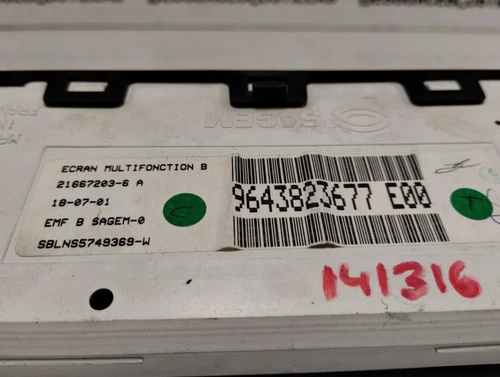 SAGEM
ECRAN MULTIFONCTION B
21667203-6 A
18-07-01
EMF B SAGEM-0
SBLNS5749369-W
C
9643823677 E00
T
141316